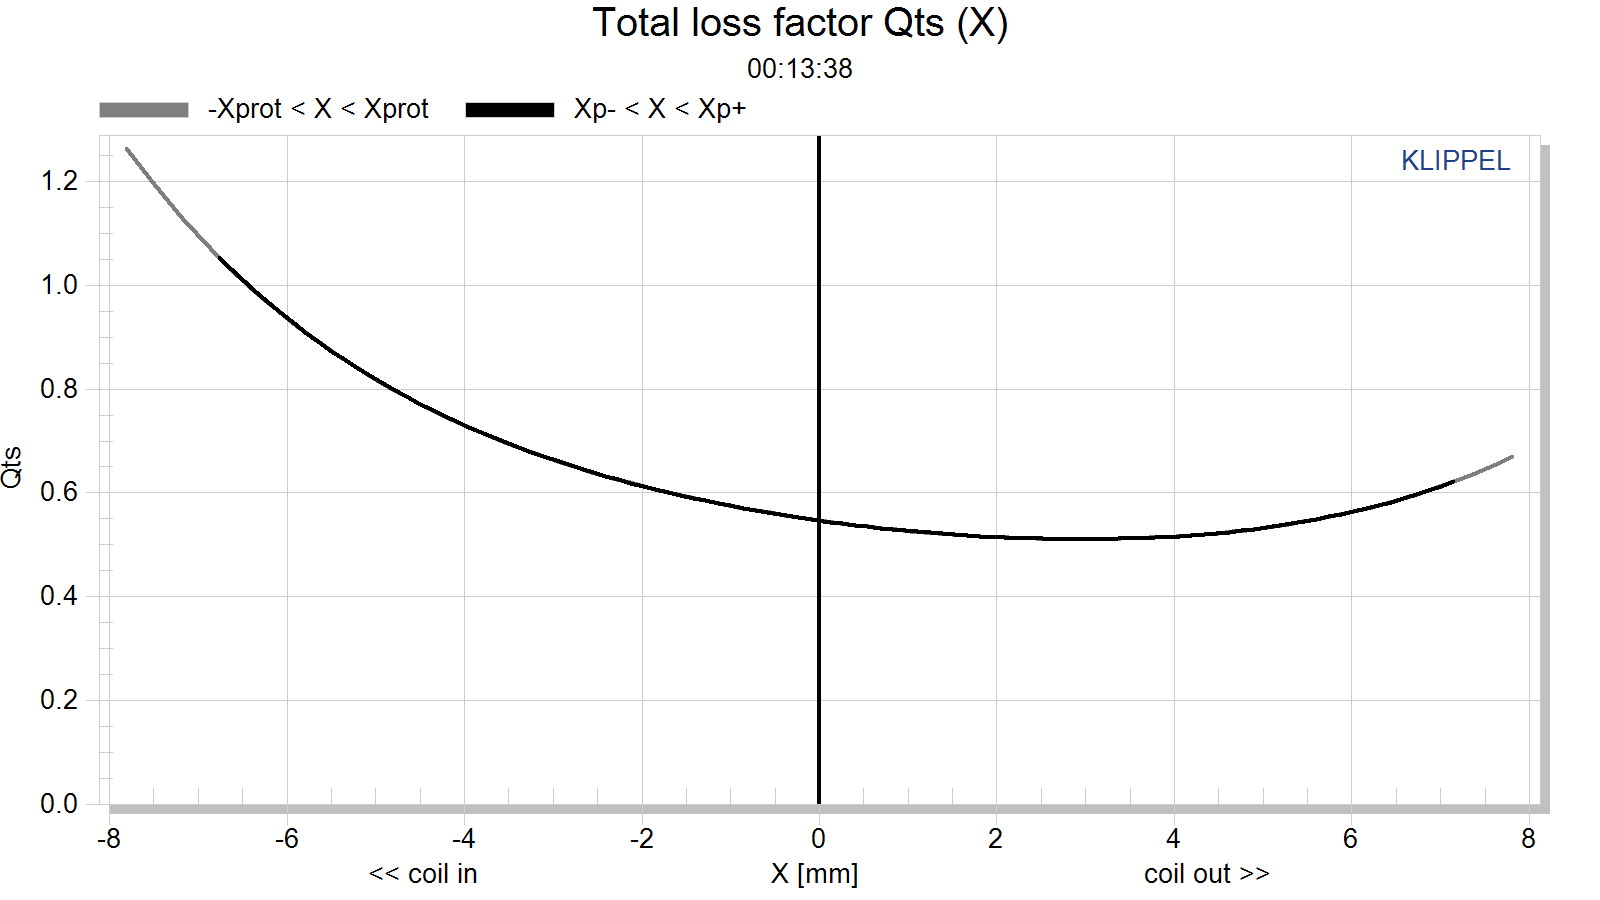 Total loss factor Qts (X)
00:13:38
-Xprot < X < Xprot Xp- < X < Xp+
KLIPPEL
1.2
1.0
0.8
Qts
0.6
0.4
0.2
0.0
-8 -6 -4 -2 0 2 4 6 8
<< coil in X [mm] coil out >>